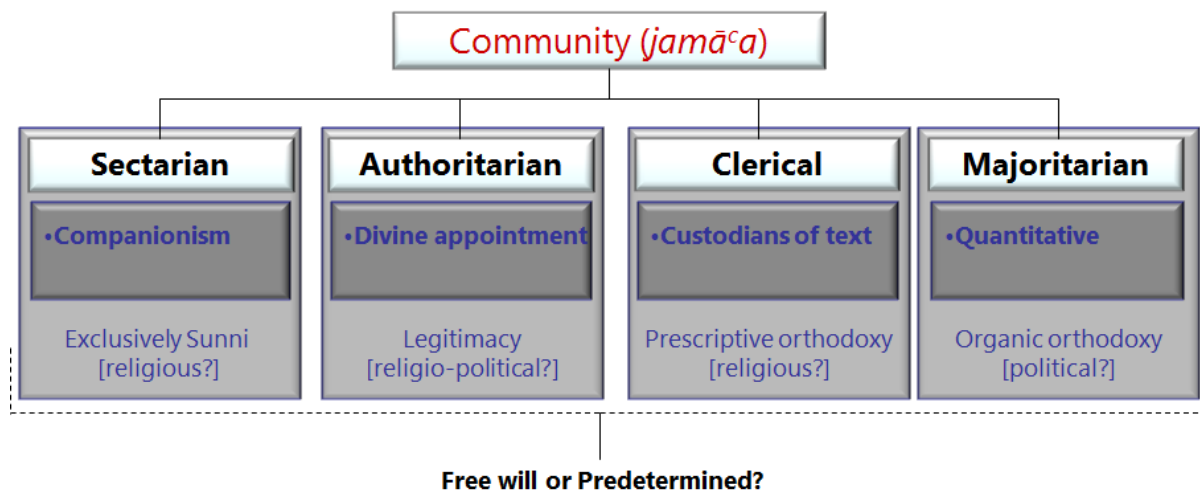 Community (jamāᶜa)
Sectarian
•Companionism
Exclusively Sunni
[religious?]
Authoritarian
•Divine appointment
Legitimacy
[religio-political?]
Clerical
•Custodians of text
Prescriptive orthodoxy
[religious?]
Majoritarian
•Quantitative
Organic orthodoxy
[political?]
Free will or Predetermined?